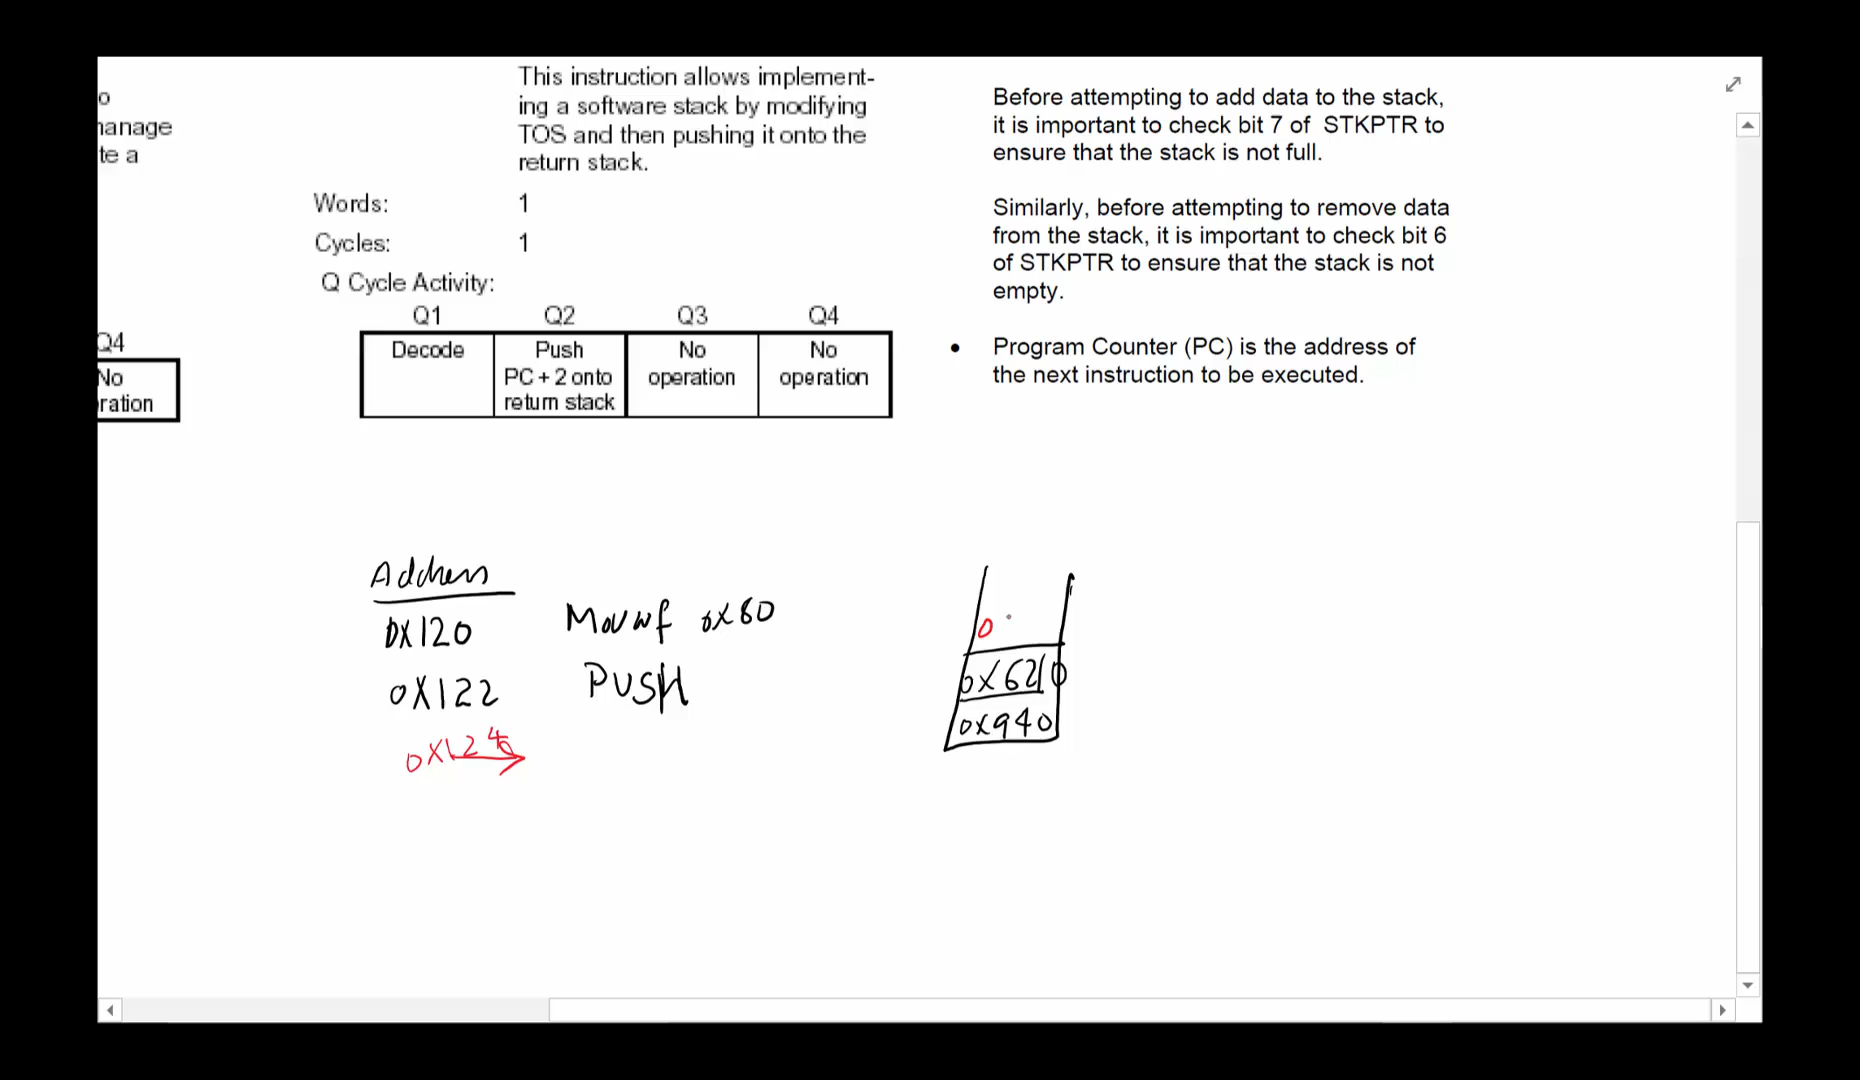 o
nanage
te a
Q4
No
ration
This instruction allows implement-
ing a software stack by modifying
TOS and then pushing it onto the
return stack.
Words: 1
Cycles: 1
Q Cycle Activity:
Q1 Q2 Q3 Q4
Decode Push No No
PC + 2 onto operation operation
return stack
Before attempting to add data to the stack,
it is important to check bit 7 of STKPTR to
ensure that the stack is not full.
Similarly, before attempting to remove data
from the stack, it is important to check bit 6
of STKPTR to ensure that the stack is not
empty.
• Program Counter (PC) is the address of
the next instruction to be executed.
Address
0X120 Movwf 0X80
0X122 PUSH
0X124
0
0X6210
0X940